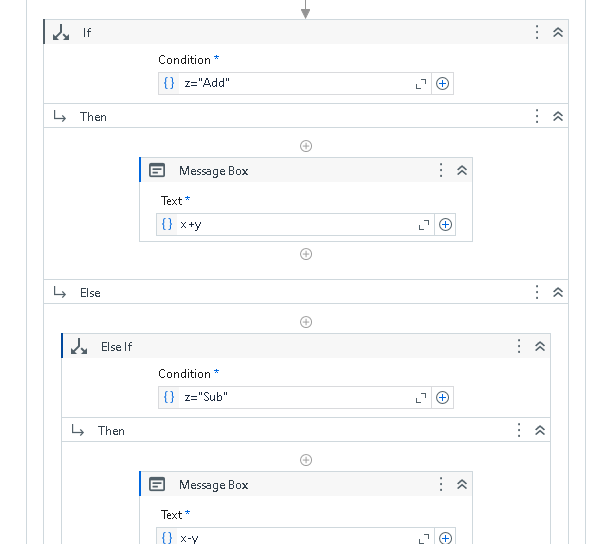 If
Condition *
{} z="Add"
Then
Message Box
Text *
{} x+y
Else
Else If
Condition *
{} z="Sub"
Then
Message Box
Text *
{} x-y